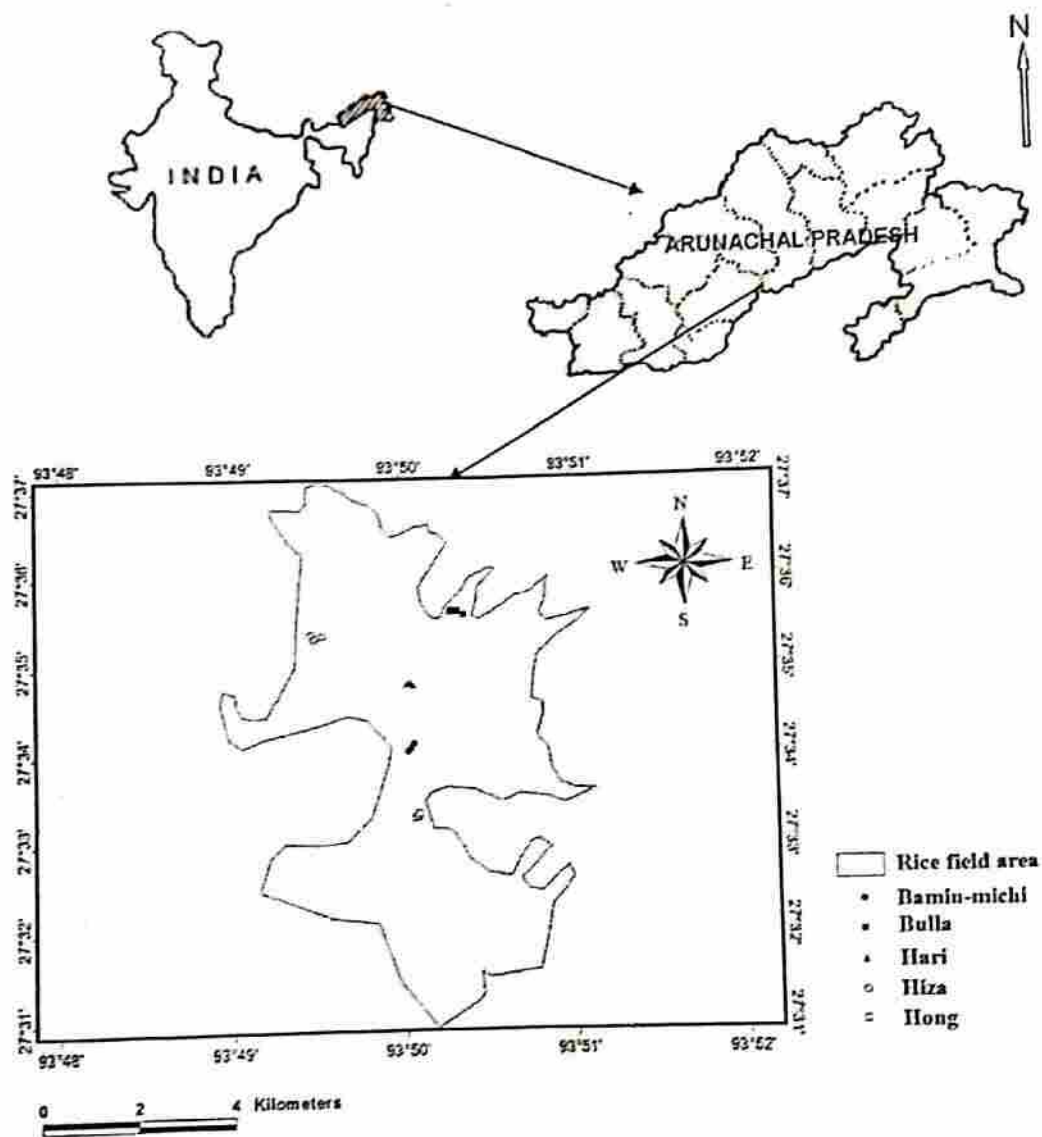 N
INDIA
ARUNACHAL PRADESH
93°48' 93°49' 93°50' 93°51' 93°52'
27°37'
27°36'
27°35'
27°34'
27°33'
27°32'
27°31'
N
W E
S
27°37'
27°36'
27°35'
27°34'
27°33'
27°32'
27°31'
93°48' 93°49' 93°50' 93°51' 93°52'
Rice field area
Bamin-michi
Bulla
Hari
Hiza
Hong
0 2 4 Kilometers